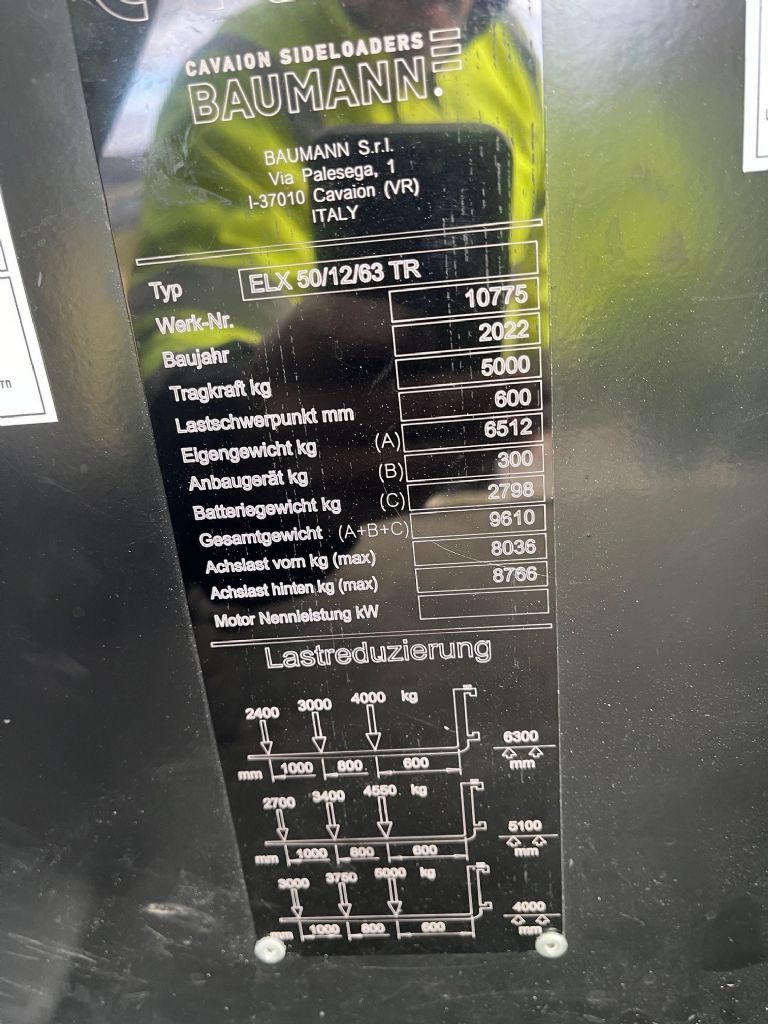 CAVAION SIDELOADERS
BAUMANN
BAUMANN S.r.l.
Via Palesega, 1
I-37010 Cavaion (VR)
ITALY
Typ ELX 50/12/63 TR
Werk-Nr. 10775
Baujahr 2022
Tragkraft kg 5000
Lastschwerpunkt mm 600
Eigengewicht kg (A) 6512
Anbaugerät kg (B) 300
Batteriegewicht kg (C) 2798
Gesamtgewicht (A+B+C) 9610
Achslast vorn kg (max) 8036
Achslast hinten kg (max) 8766
Motor Nennleistung kW
Lastreduzierung
2400 3000 4000 kg
6300
mm 1000 800 600 mm
2700 3400 4550 kg
5100
mm 1000 800 600 mm
3000 3750 5000 kg
4000
mm 1000 800 600 mm